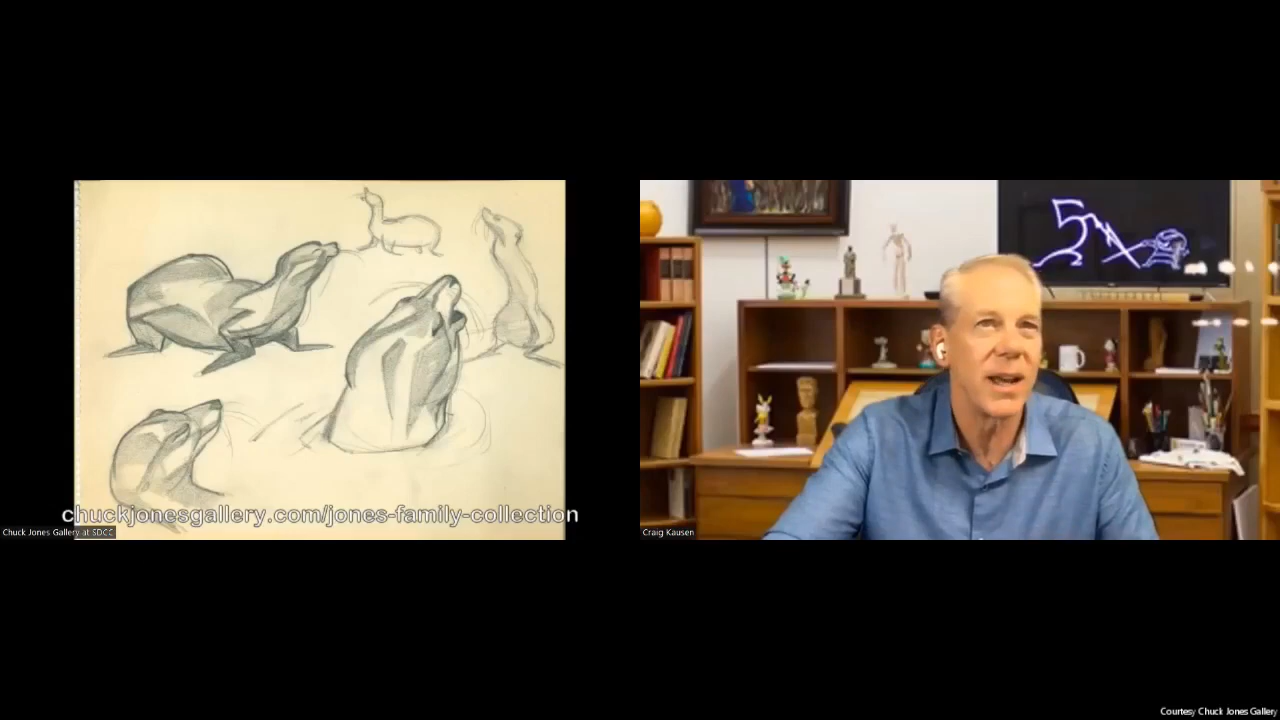 chuckjonesgallery.com/jones-family-collection
Chuck Jones Gallery at SDCC
Craig Kausen
Courtesy Chuck Jones Gallery